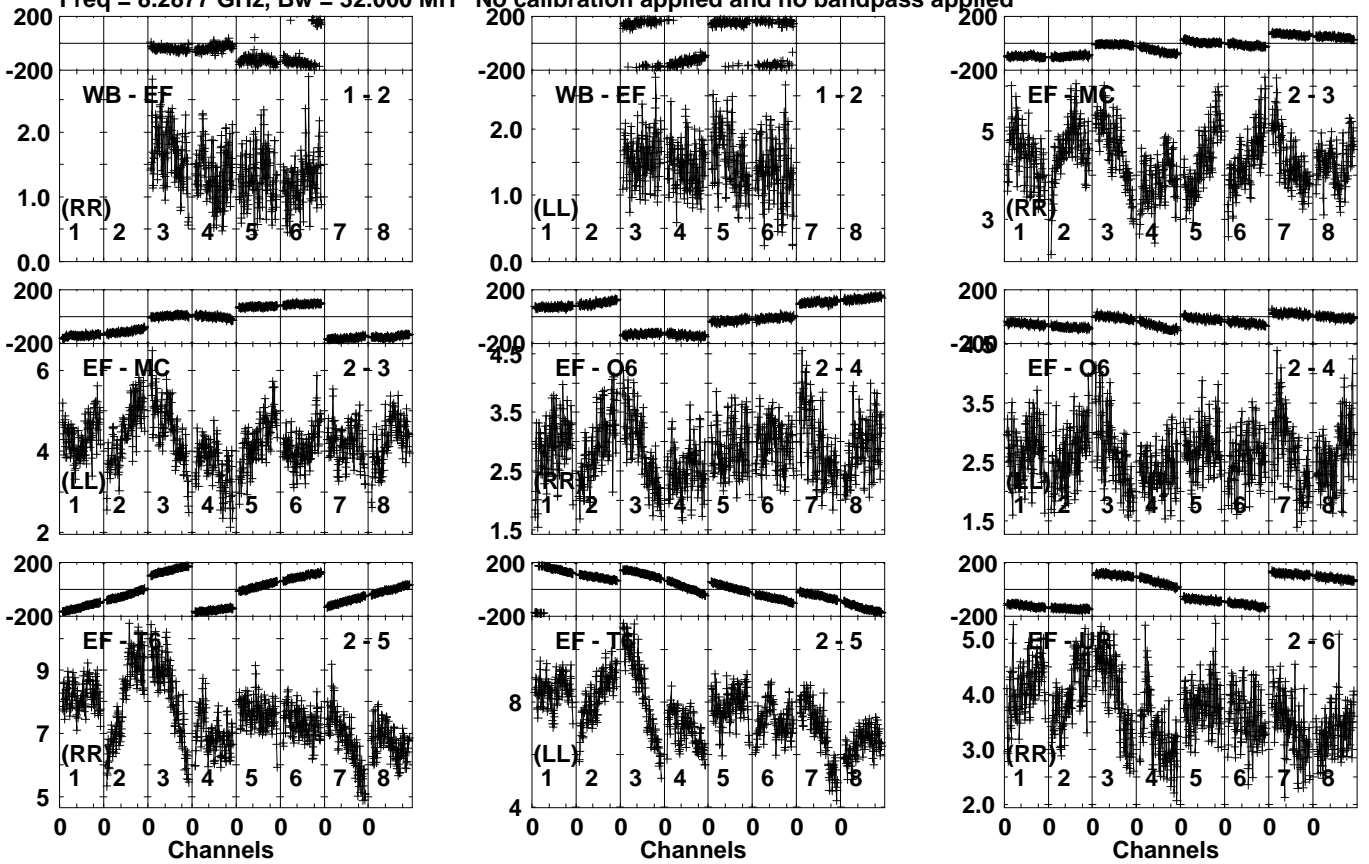 Freq = 8.2877 GHz, Bw = 32.000 MH No calibration applied and no bandpass applied
200 200 200
-200 -200
WB - EF 1 - 2 WB - EF 1 - 2 EF - MC 2 - 3
2.0 2.0 5
1.0 1.0
(RR) (LL) 3 (RR)
1 2 3 4 5 6 7 8 1 2 3 4 5 6 7 8 1 2 3 4 5 6 7 8
0.0 0.0
200 200 200
-200 -200 -200
4.5 4.5
EF - MC 2 - 3 EF - O6 2 - 4 EF - O6 2 - 4
6 3.5 3.5
4 2.5 2.5
(LL) (RR) (LL)
1 2 3 4 5 6 7 8 1 2 3 4 5 6 7 8 1 2 3 4 5 6 7 8
2 1.5 1.5
200 200 200
-200 -200 -200
EF - T6 2 - 5 EF - T6 2 - 5 EF - UR 2 - 6
9 8 5.0
7 4.0
(RR) (LL) 3.0 (RR)
1 2 3 4 5 6 7 8 1 2 3 4 5 6 7 8 1 2 3 4 5 6 7 8
5 4 2.0
0 0 0 0 0 0 0 0 0 0 0 0 0 0 0 0 0 0 0 0 0 0 0 0
Channels Channels Channels